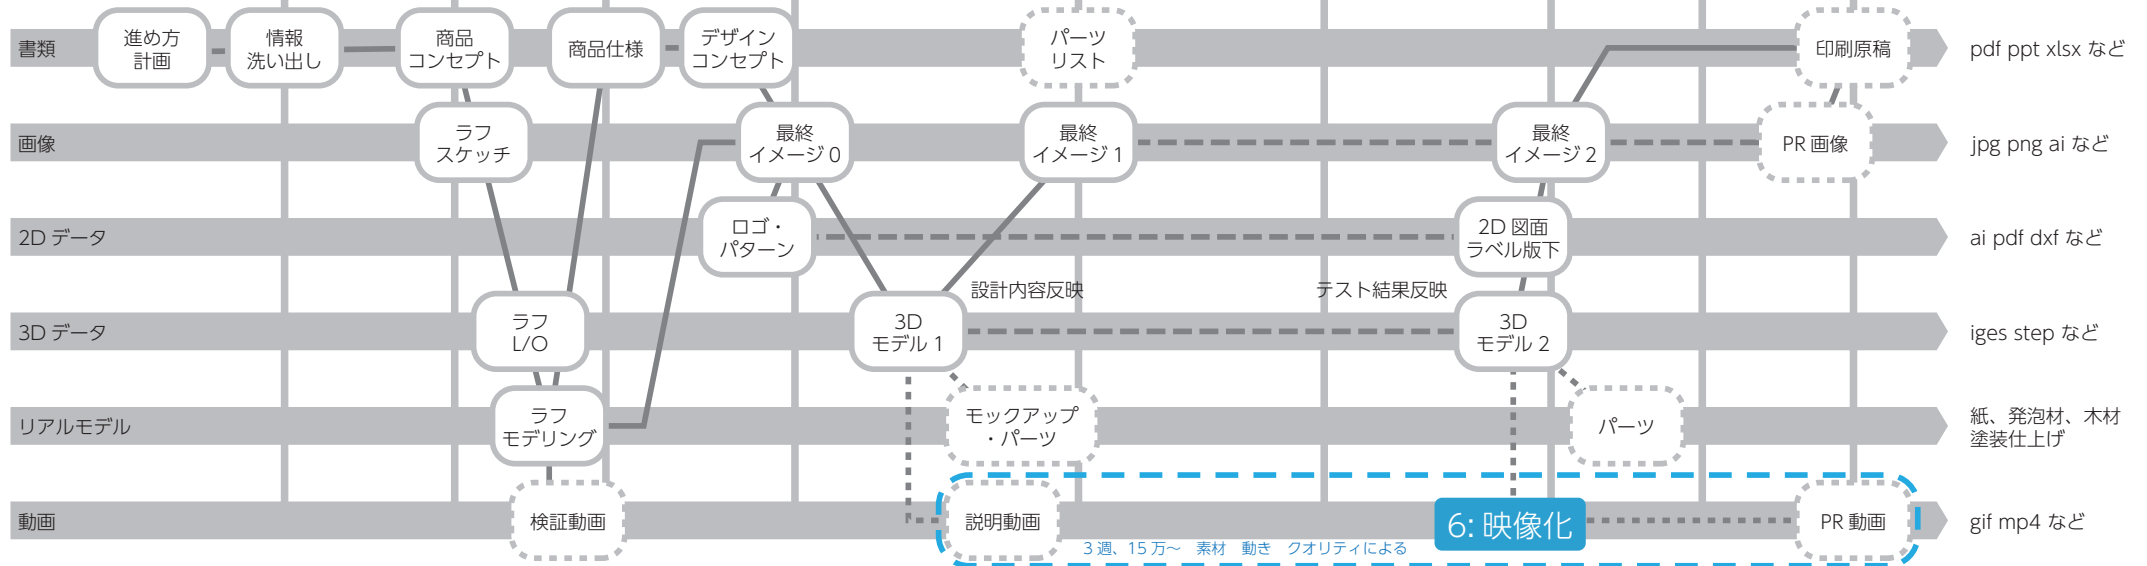 書類
進め方
計画
情報
洗い出し
商品
コンセプト
商品仕様
デザイン
コンセプト
パーツ
リスト
印刷原稿
pdf ppt xlsx など
画像
ラフ
スケッチ
最終
イメージ 0
最終
イメージ 1
最終
イメージ 2
PR 画像
jpg png ai など
2D データ
ロゴ・
パターン
2D 図面
ラベル版下
ai pdf dxf など
設計内容反映
テスト結果反映
3D データ
ラフ
L/O
3D
モデル 1
3D
モデル 2
iges step など
リアルモデル
ラフ
モデリング
モックアップ
・パーツ
パーツ
紙、発泡材、木材
塗装仕上げ
動画
検証動画
説明動画
6: 映像化
PR 動画
gif mp4 など
3 週、15 万〜 素材 動き クオリティによる